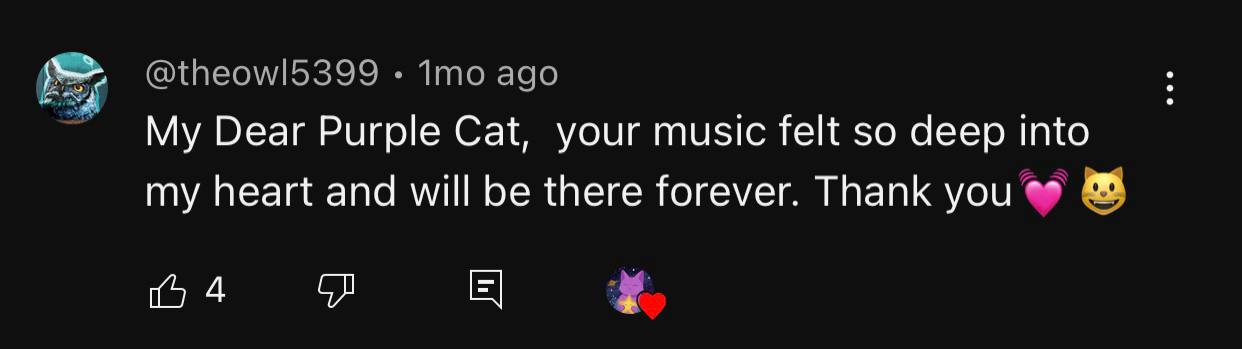 @theowl5399 • 1mo ago
My Dear Purple Cat,  your music felt so deep into
my heart and will be there forever. Thank you💓😺
4